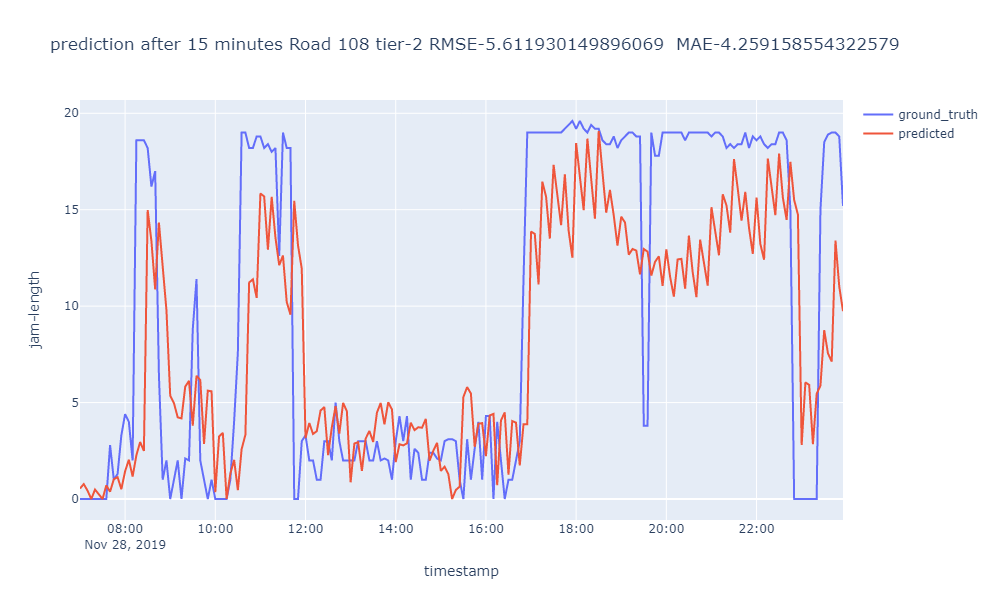 prediction after 15 minutes Road 108 tier-2 RMSE-5.611930149896069  MAE-4.259158554322579
ground_truth
predicted
20
15
10
5
0
jam-length
08:00 10:00 12:00 14:00 16:00 18:00 20:00 22:00
Nov 28, 2019
timestamp